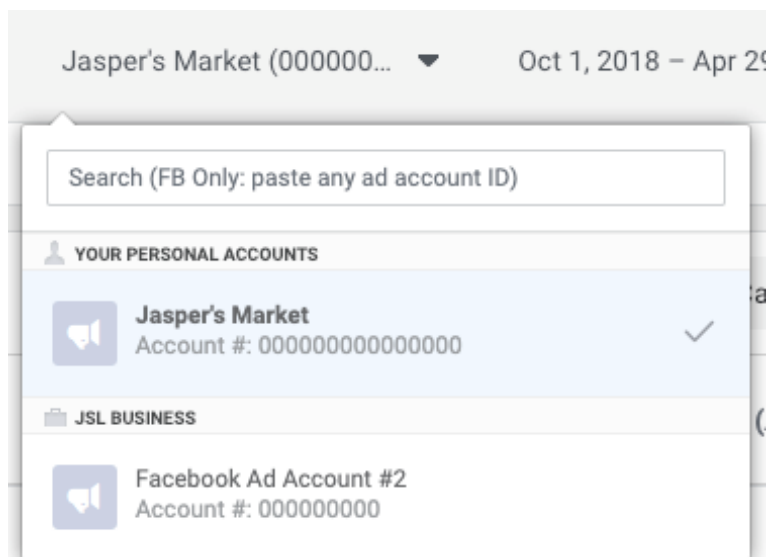 Jasper's Market (000000... Oct 1, 2018 – Apr 29
Search (FB Only: paste any ad account ID)
YOUR PERSONAL ACCOUNTS
Jasper's Market
Account #: 000000000000000
JSL BUSINESS
Facebook Ad Account #2
Account #: 000000000